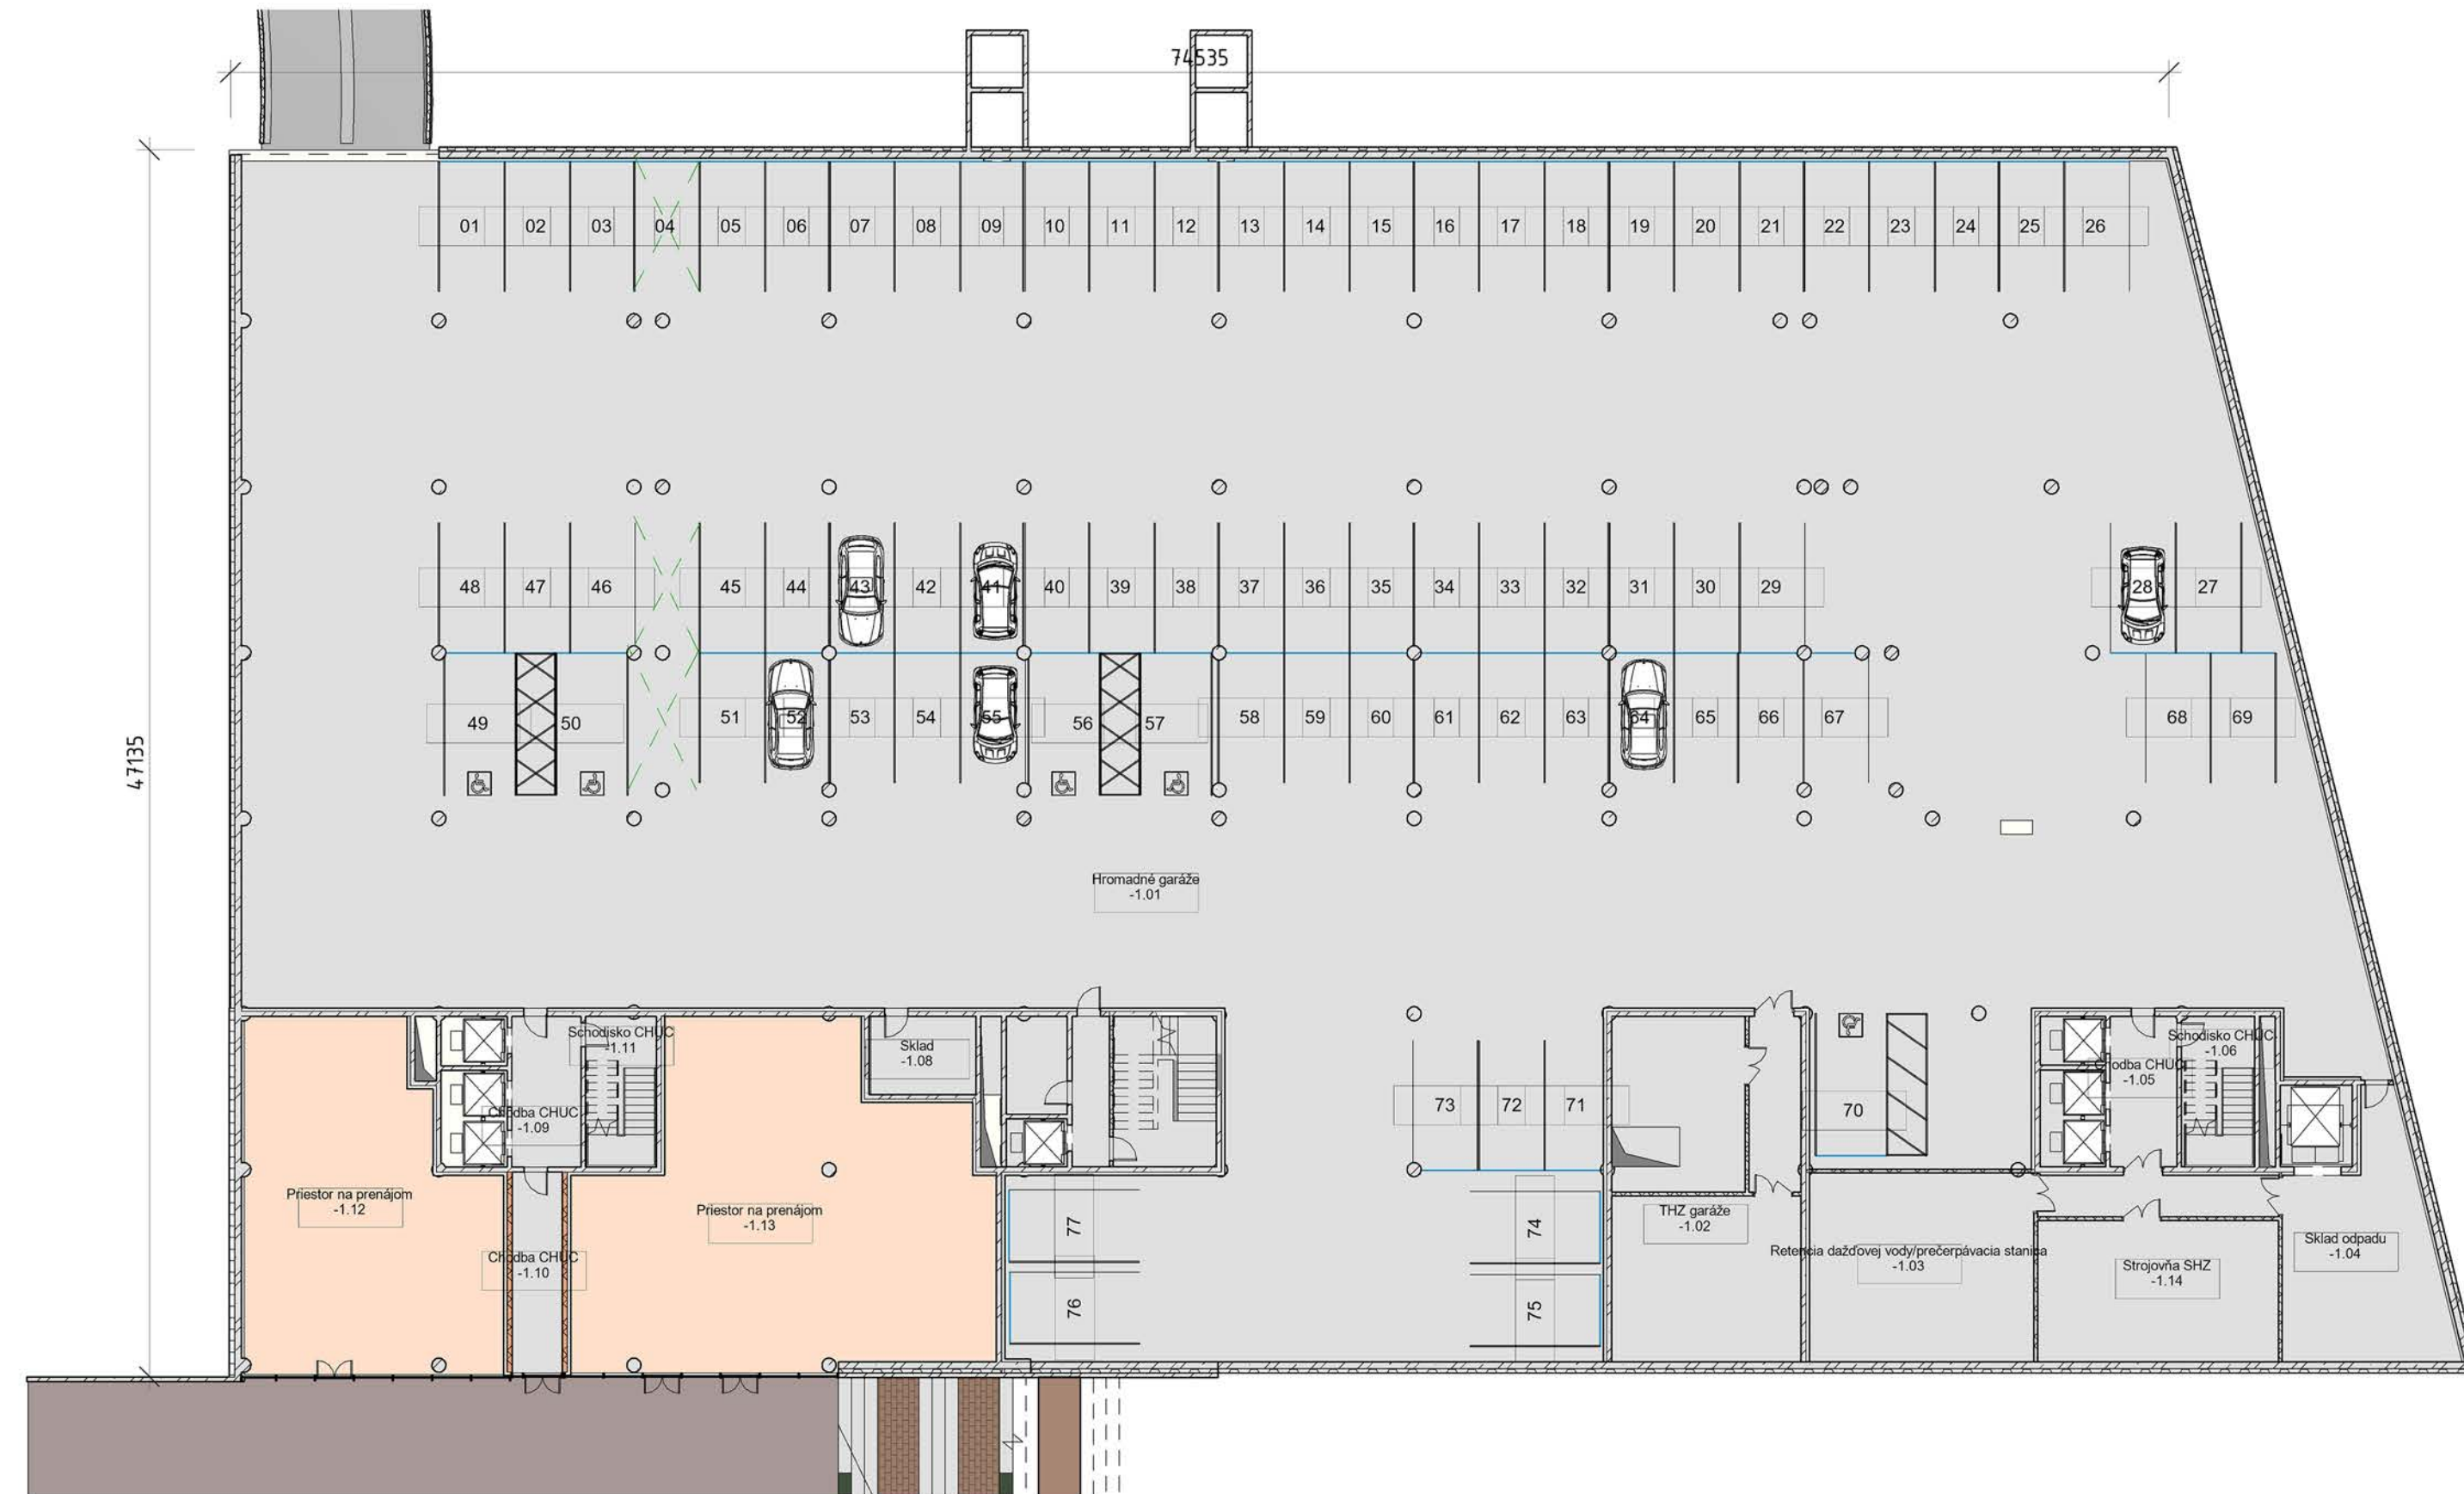 74535
01 02 03 04 05 06 07 08 09 10 11 12 13 14 15 16 17 18 19 20 21 22 23 24 25 26
48 47 46 45 44 43 42 41 40 39 38 37 36 35 34 33 32 31 30 29 28 27
49 50 51 52 53 54 55 56 57 58 59 60 61 62 63 64 65 66 67 68 69
47135
Hromadné garáže
-1.01
Schodisko CHUC
-1.11
Sklad
-1.08
Schodisko CHUC
-1.06
Chodba CHUC
-1.05
Chodba CHUC
-1.09
73 72 71
70
Priestor na prenájom
-1.12
Priestor na prenájom
-1.13
77
74
THZ garáže
-1.02
Chodba CHUC
-1.10
Retencia dažďovej vody/prečerpávacia stanica
-1.03
Strojovňa SHZ
-1.14
Sklad odpadu
-1.04
76
75